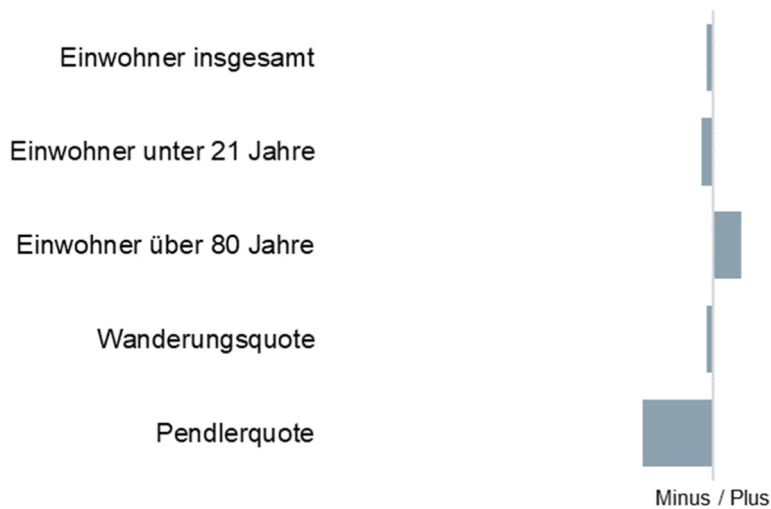 Einwohner insgesamt
Einwohner unter 21 Jahre
Einwohner über 80 Jahre
Wanderungsquote
Pendlerquote
Minus / Plus